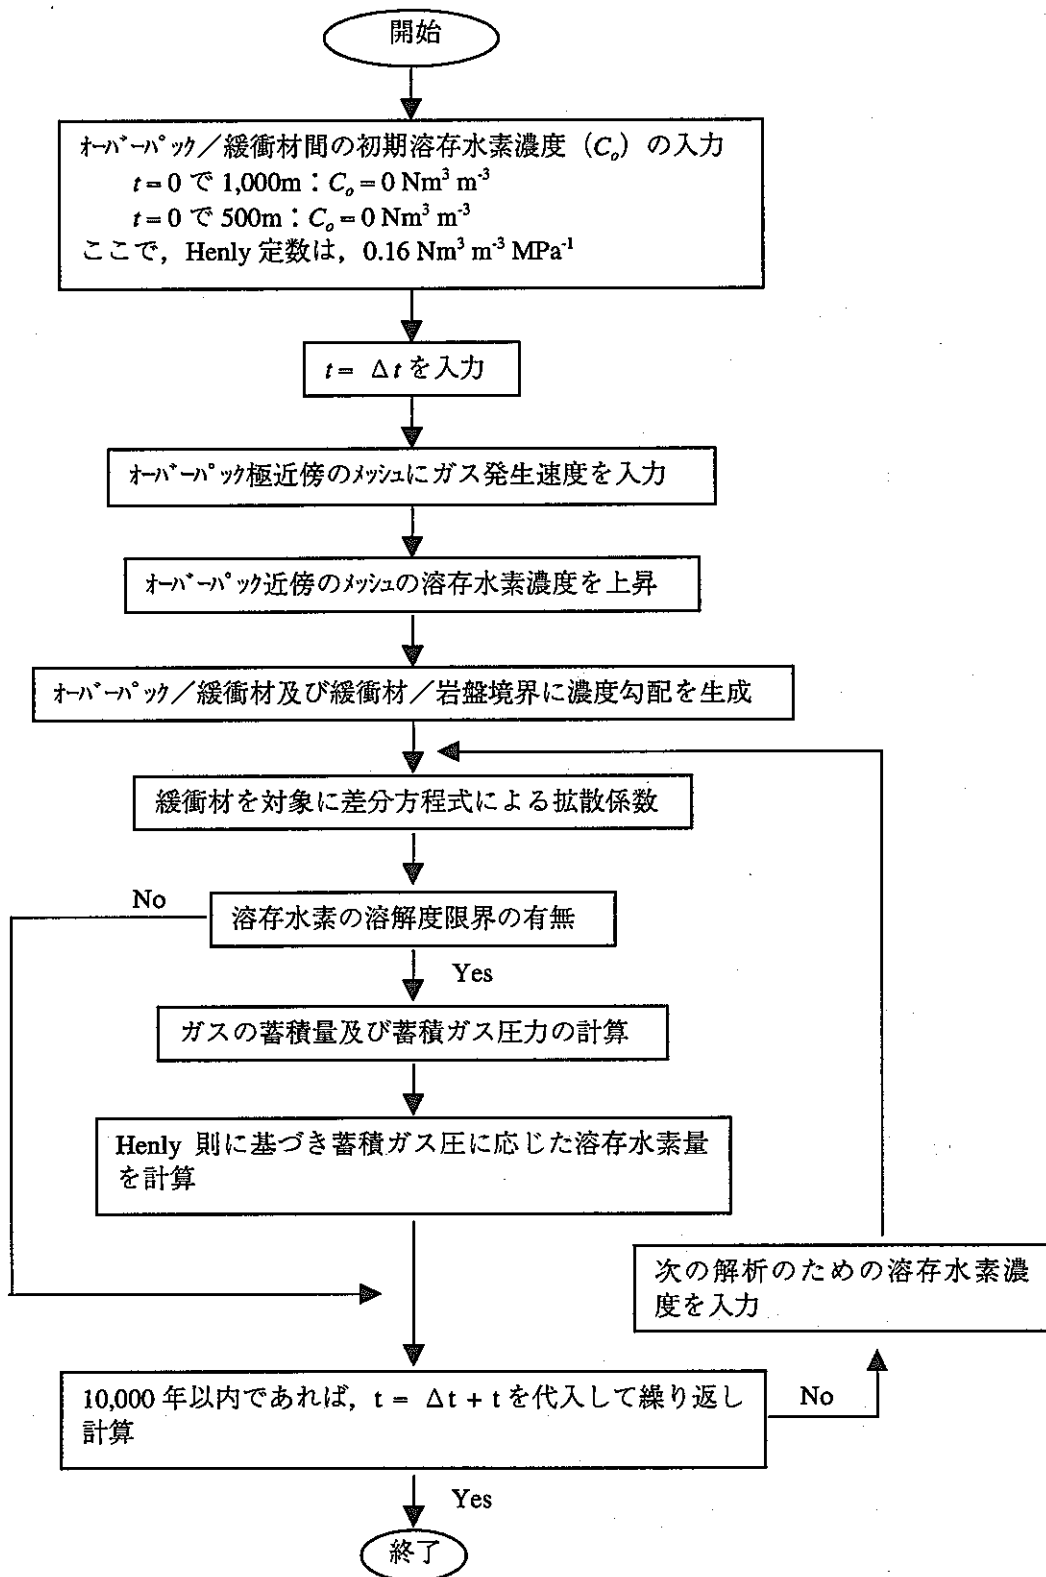 開始
オーバーパック／緩衝材間の初期溶存水素濃度（Co）の入力
t = 0 で 1,000m：Co = 0 Nm³ m⁻³
t = 0 で 500m：Co = 0 Nm³ m⁻³
ここで，Henly 定数は，0.16 Nm³ m⁻³ MPa⁻¹
t = Δt を入力
オーバーパック極近傍のメッシュにガス発生速度を入力
オーバーパック近傍のメッシュの溶存水素濃度を上昇
オーバーパック／緩衝材及び緩衝材／岩盤境界に濃度勾配を生成
緩衝材を対象に差分方程式による拡散係数
No
溶存水素の溶解度限界の有無
Yes
ガスの蓄積量及び蓄積ガス圧力の計算
Henly 則に基づき蓄積ガス圧に応じた溶存水素量
を計算
次の解析のための溶存水素濃
度を入力
10,000 年以内であれば，t = Δt + t を代入して繰り返し
計算
No
Yes
終了